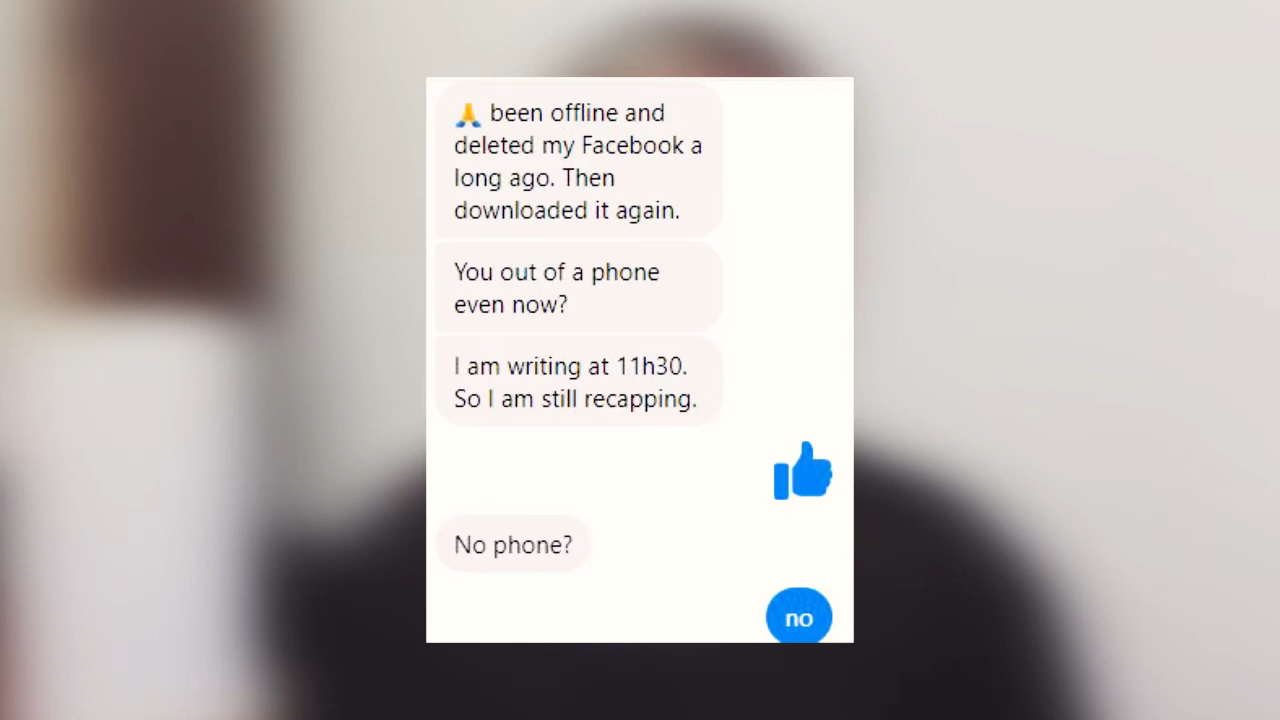 🙏 been offline and
deleted my Facebook a
long ago. Then
downloaded it again.
You out of a phone
even now?
I am writing at 11h30.
So I am still recapping.
No phone?
no